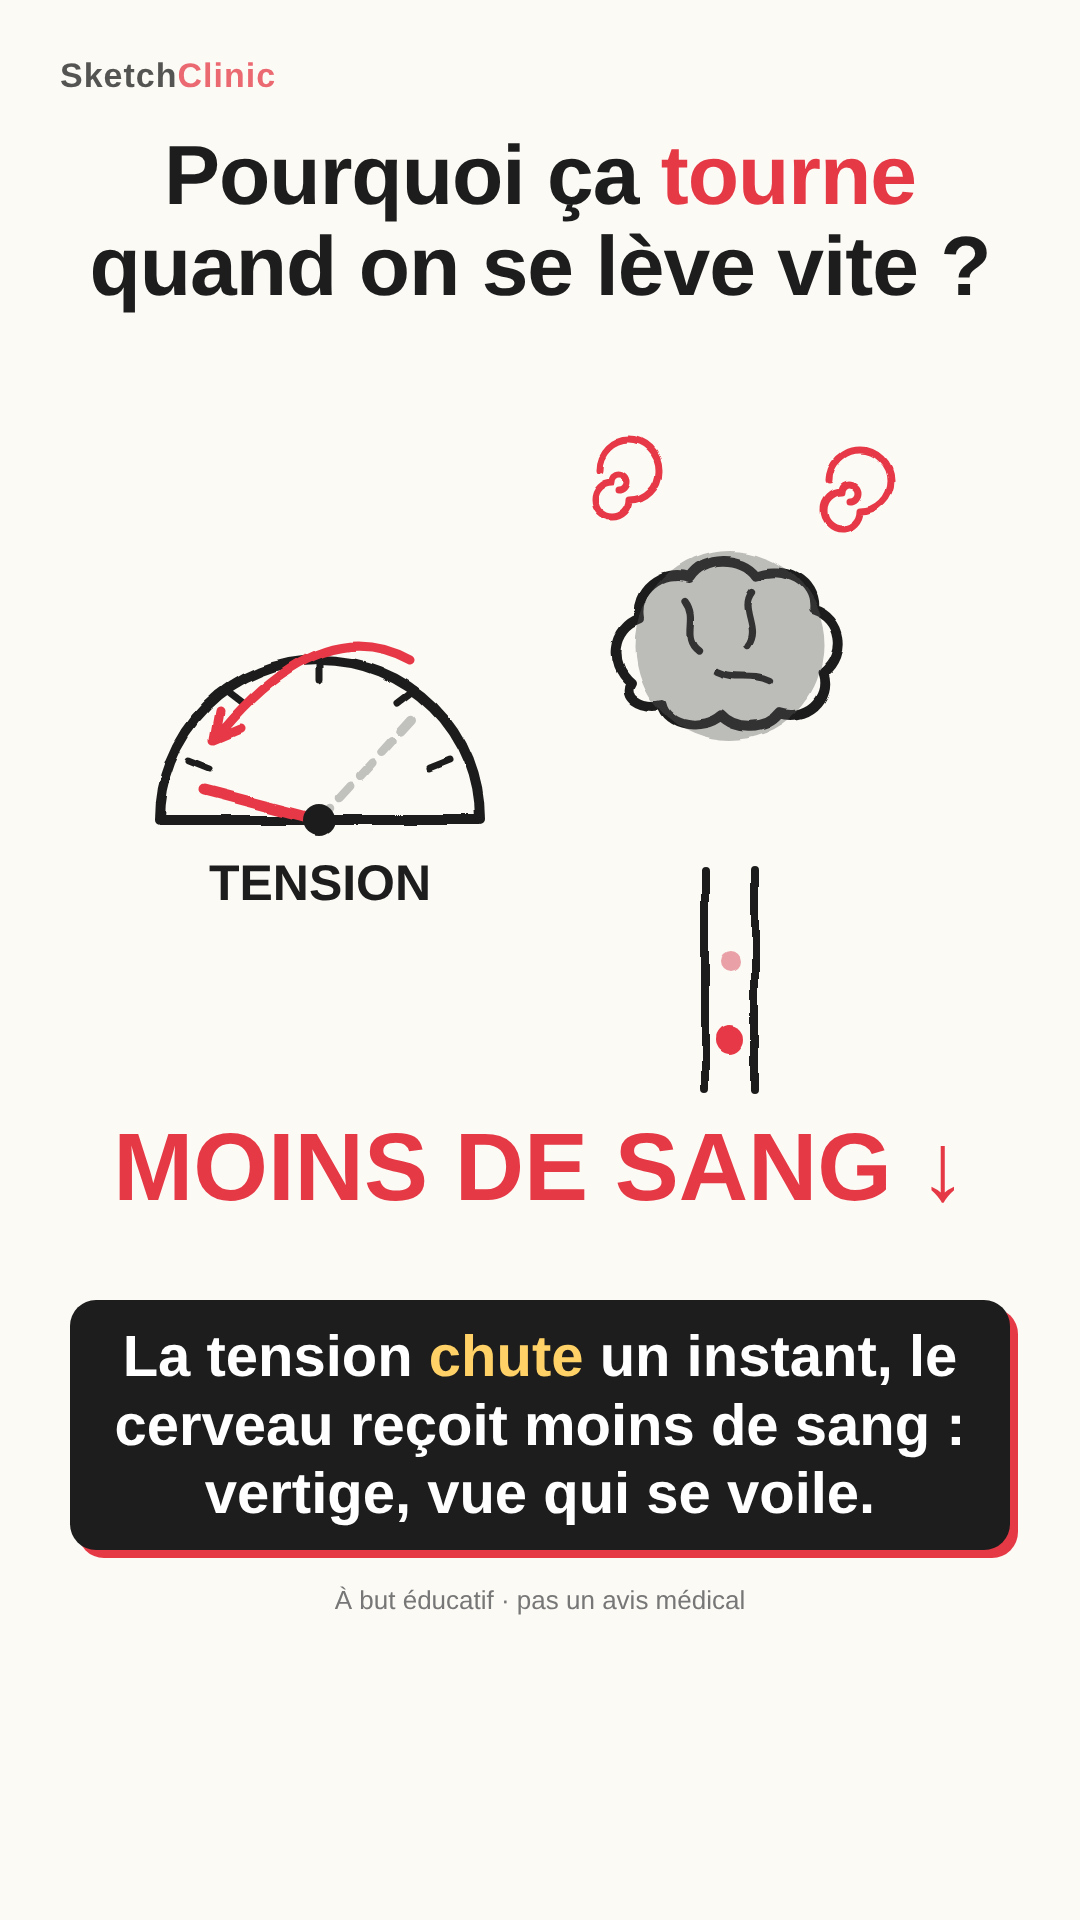 SketchClinic
Pourquoi ça tourne
quand on se lève vite ?
TENSION
MOINS DE SANG ↓
La tension chute un instant, le
cerveau reçoit moins de sang :
vertige, vue qui se voile.
À but éducatif · pas un avis médical